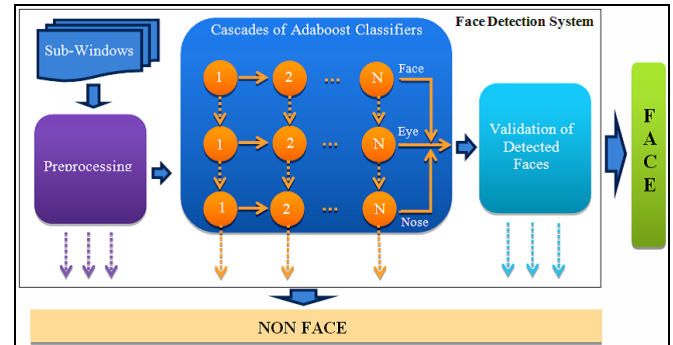 Face Detection System
Sub-Windows
Cascades of Adaboost Classifiers
1
2
...
N
Face
1
2
...
N
Eye
1
2
...
N
Nose
Preprocessing
Validation of
Detected
Faces
F
A
C
E
NON FACE